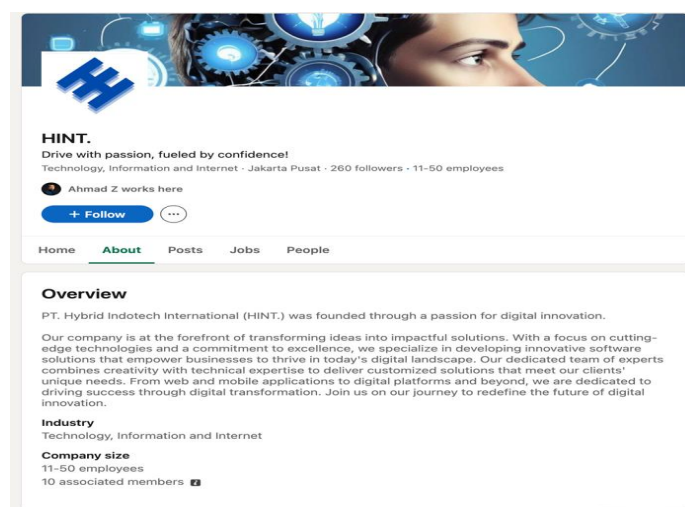 HINT.
Drive with passion, fueled by confidence!
Technology, Information and Internet · Jakarta Pusat · 260 followers · 11-50 employees
Ahmad Z works here
+ Follow
Home About Posts Jobs People
Overview
PT. Hybrid Indotech International (HINT.) was founded through a passion for digital innovation.
Our company is at the forefront of transforming ideas into impactful solutions. With a focus on cutting-
edge technologies and a commitment to excellence, we specialize in developing innovative software
solutions that empower businesses to thrive in today's digital landscape. Our dedicated team of experts
combines creativity with technical expertise to deliver customized solutions that meet our clients'
unique needs. From web and mobile applications to digital platforms and beyond, we are dedicated to
driving success through digital transformation. Join us on our journey to redefine the future of digital
innovation.
Industry
Technology, Information and Internet
Company size
11-50 employees
10 associated members